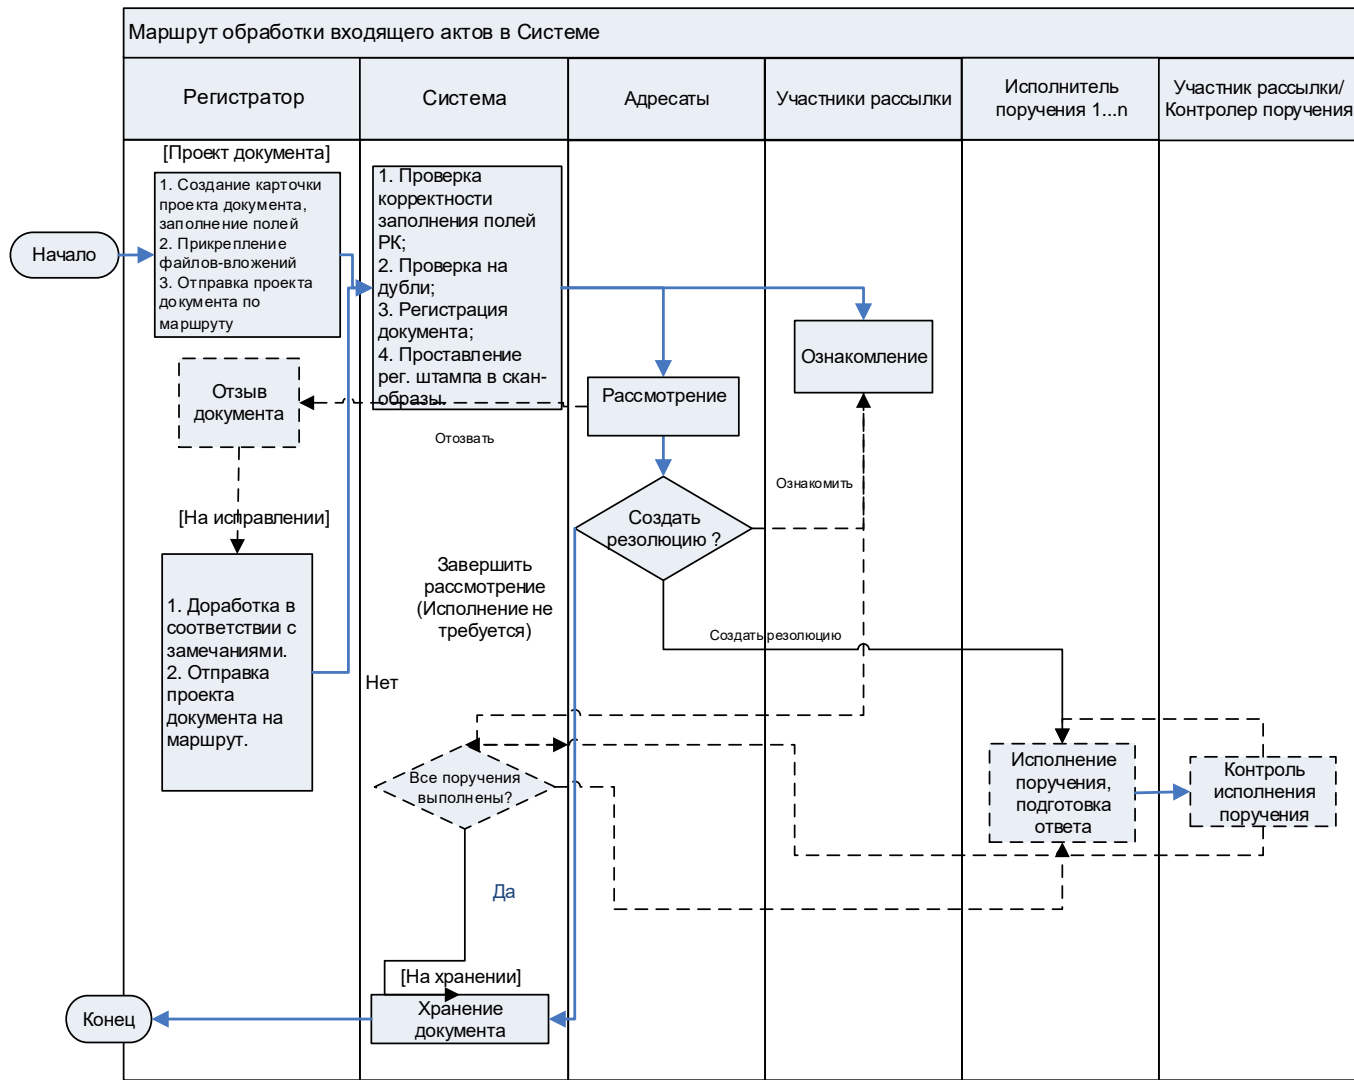 Маршрут обработки входящего актов в Системе
Регистратор
Система
Адресаты
Участники рассылки
Исполнитель
поручения 1...n
Участник рассылки/
Контролер поручения
[Проект документа]
1. Создание карточки
проекта документа,
заполнение полей
2. Прикрепление
файлов-вложений
3. Отправка проекта
документа по
маршруту
Начало
1. Проверка
корректности
заполнения полей
РК;
2. Проверка на
дубли;
3. Регистрация
документа;
4. Проставление
рег. штампа в скан-
образы.
Ознакомление
Рассмотрение
Отзыв
документа
Отозвать
Ознакомить
[На исправлении]
Создать
резолюцию ?
Завершить
рассмотрение
(Исполнение не
требуется)
1. Доработка в
соответствии с
замечаниями.
2. Отправка
проекта
документа на
маршрут.
Создать резолюцию
Нет
Все поручения
выполнены?
Исполнение
поручения,
подготовка
ответа
Контроль
исполнения
поручения
Да
[На хранении]
Хранение
документа
Конец